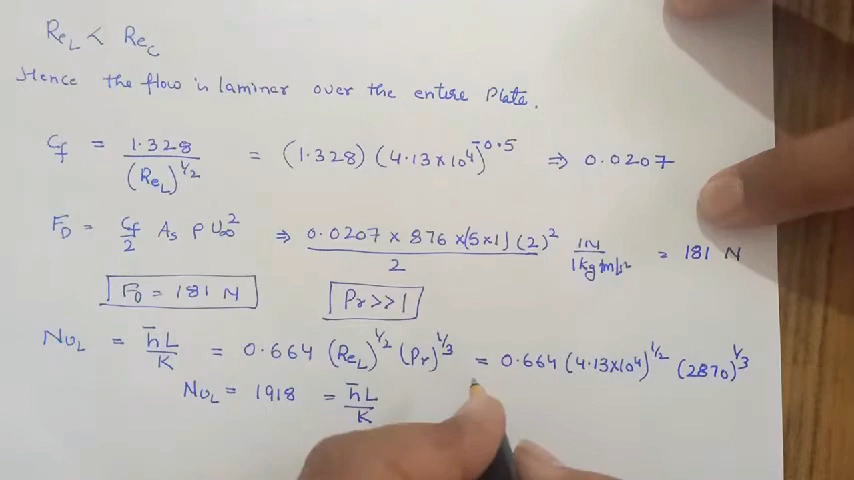 Re_L < Re_C
Hence the flow is laminar over the entire Plate.
C_f = 1.328 / (Re_L)^1/2 = (1.328) (4.13×10^4)^-0.5 ⇒ 0.0207
F_D = C_f/2 A_s ρ U_∞^2 ⇒ 0.0207 × 876 × (5×1) (2)^2 / 2 1N / 1kg m/s^2 = 181 N
F_D = 181 N Pr>>1
Nu_L = h̄L / K = 0.664 (Re_L)^1/2 (Pr)^1/3 = 0.664 (4.13×10^4)^1/2 (2870)^1/3
Nu_L = 1918 = h̄L / K